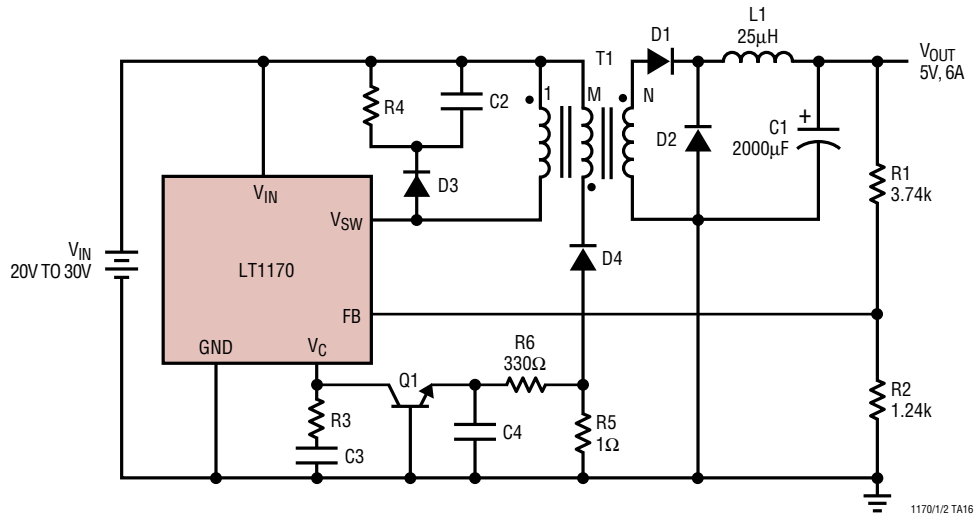 L1
25µH
D1
T1
V_OUT
5V, 6A
1
M
N
R4
C2
D2
C1
2000µF
+
R1
3.74k
D3
V_IN
V_SW
LT1170
V_IN
20V TO 30V
D4
FB
GND
V_C
R6
330Ω
Q1
R2
1.24k
R3
C4
R5
1Ω
C3
1170/1/2 TA16